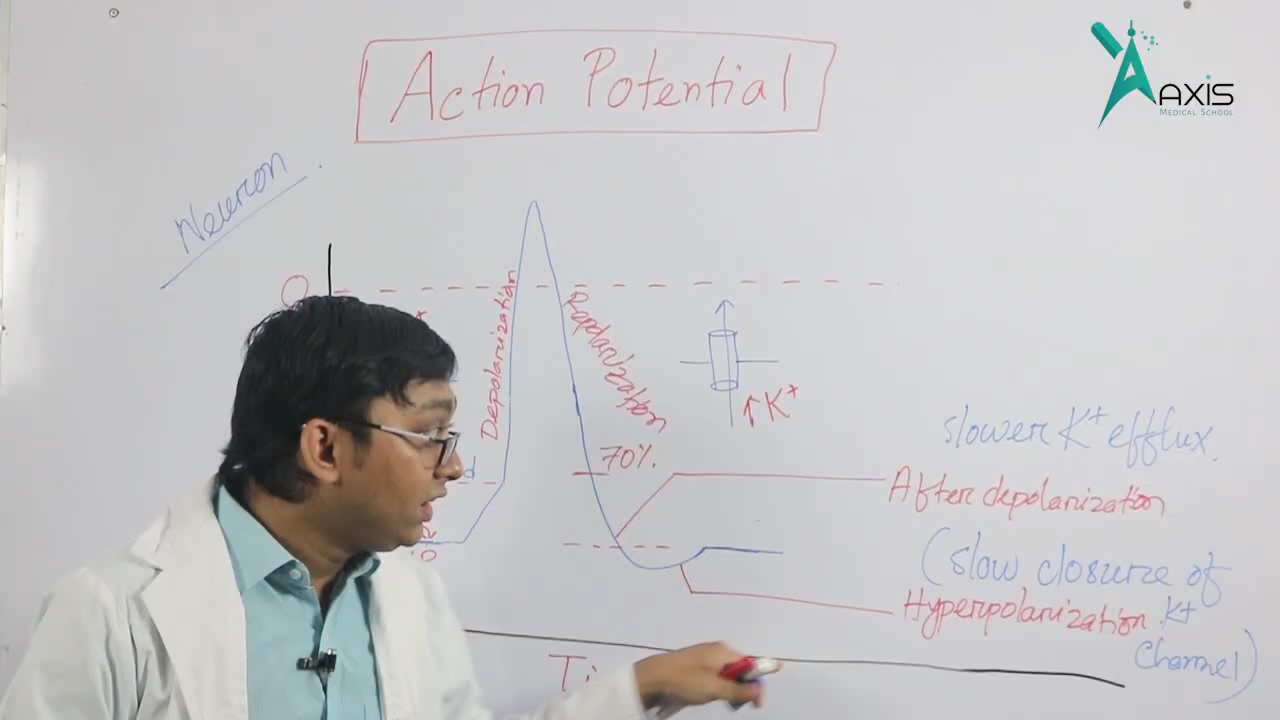 Action Potential
AXIS
MEDICAL SCHOOL
Neuron
0
Depolarization
Repolarization
↑K+
70%
slower K+ efflux
After depolarization
(slow closure of
Hyperpolarization K+
channel)
Ti